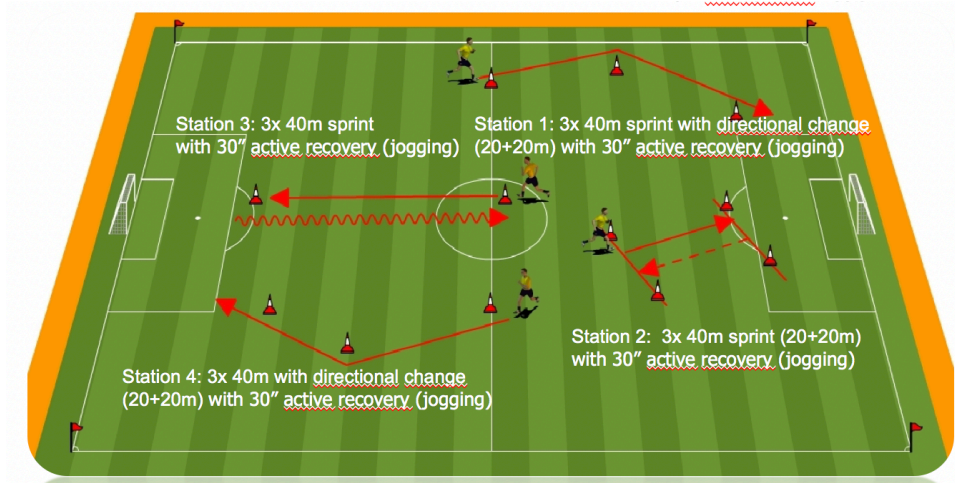 Station 3: 3x 40m sprint
with 30” active recovery (jogging)
Station 1: 3x 40m sprint with directional change
(20+20m) with 30” active recovery (jogging)
Station 2:  3x 40m sprint (20+20m)
with 30” active recovery (jogging)
Station 4: 3x 40m with directional change
(20+20m) with 30” active recovery (jogging)